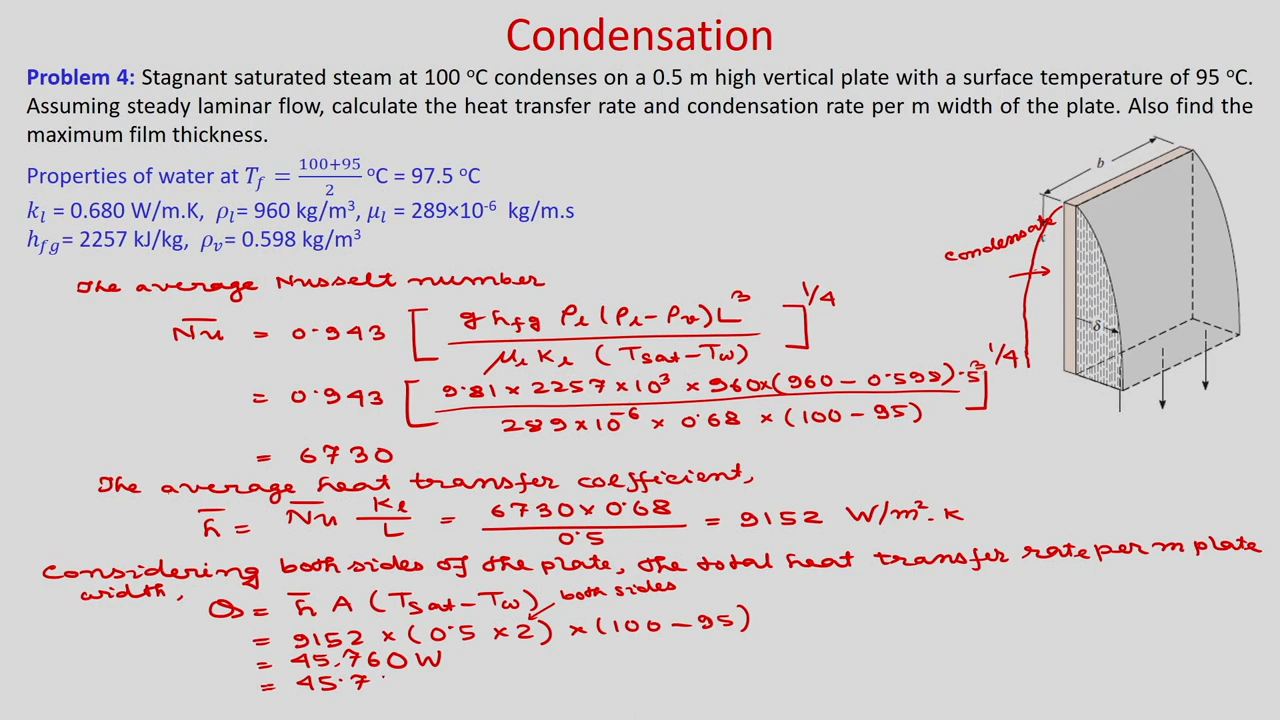 Condensation
Problem 4: Stagnant saturated steam at 100 °C condenses on a 0.5 m high vertical plate with a surface temperature of 95 °C.
Assuming steady laminar flow, calculate the heat transfer rate and condensation rate per m width of the plate. Also find the
maximum film thickness.
Properties of water at T_f = (100+95)/2 °C = 97.5 °C
k_l = 0.680 W/m.K, ρ_l= 960 kg/m³, μ_l = 289×10⁻⁶ kg/m.s
h_fg= 2257 kJ/kg, ρ_v= 0.598 kg/m³
b
condensate
δ
The average Nusselt number
N̅u̅ = 0.943 [ g h_fg ρ_l (ρ_l - ρ_v) L³ / μ_l K_l (T_sat - T_w) ]^1/4
= 0.943 [ 9.81 × 2257 × 10³ × 960 × (960 - 0.598) .5³ / 289 × 10⁻⁶ × 0.68 × (100 - 95) ]^1/4
= 6730
The average heat transfer coefficient,
h̅ = N̅u̅ K_l / L = 6730 × 0.68 / 0.5 = 9152 W/m².K
Considering both sides of the plate, the total heat transfer rate per m plate
width,
Q = h̅ A (T_sat - T_w)
both sides
= 9152 × (0.5 × 2) × (100 - 95)
= 45.760 W
= 45.7